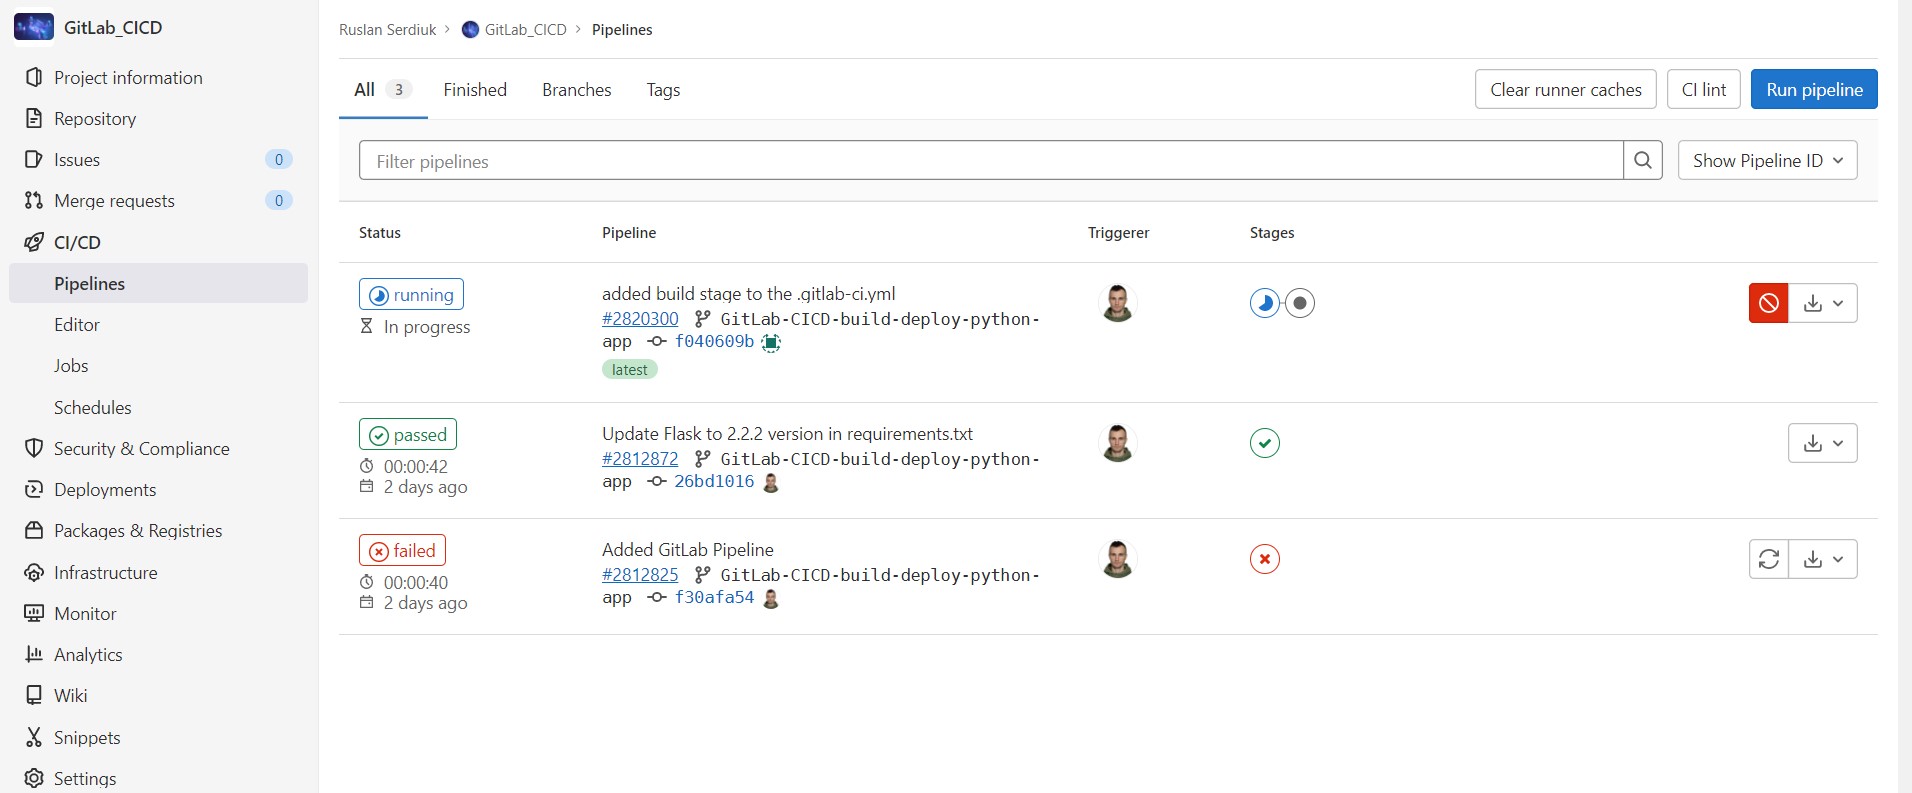 GitLab_CICD
Project information
Repository
Issues 0
Merge requests 0
CI/CD
Pipelines
Editor
Jobs
Schedules
Security & Compliance
Deployments
Packages & Registries
Infrastructure
Monitor
Analytics
Wiki
Snippets
Settings
Ruslan Serdiuk > GitLab_CICD > Pipelines
All 3 Finished Branches Tags
Clear runner caches CI lint Run pipeline
Filter pipelines Show Pipeline ID
Status Pipeline Triggerer Stages
running
In progress
added build stage to the .gitlab-ci.yml
#2820300 GitLab-CICD-build-deploy-python-
app f040609b
latest
passed
00:00:42
2 days ago
Update Flask to 2.2.2 version in requirements.txt
#2812872 GitLab-CICD-build-deploy-python-
app 26bd1016
failed
00:00:40
2 days ago
Added GitLab Pipeline
#2812825 GitLab-CICD-build-deploy-python-
app f30afa54